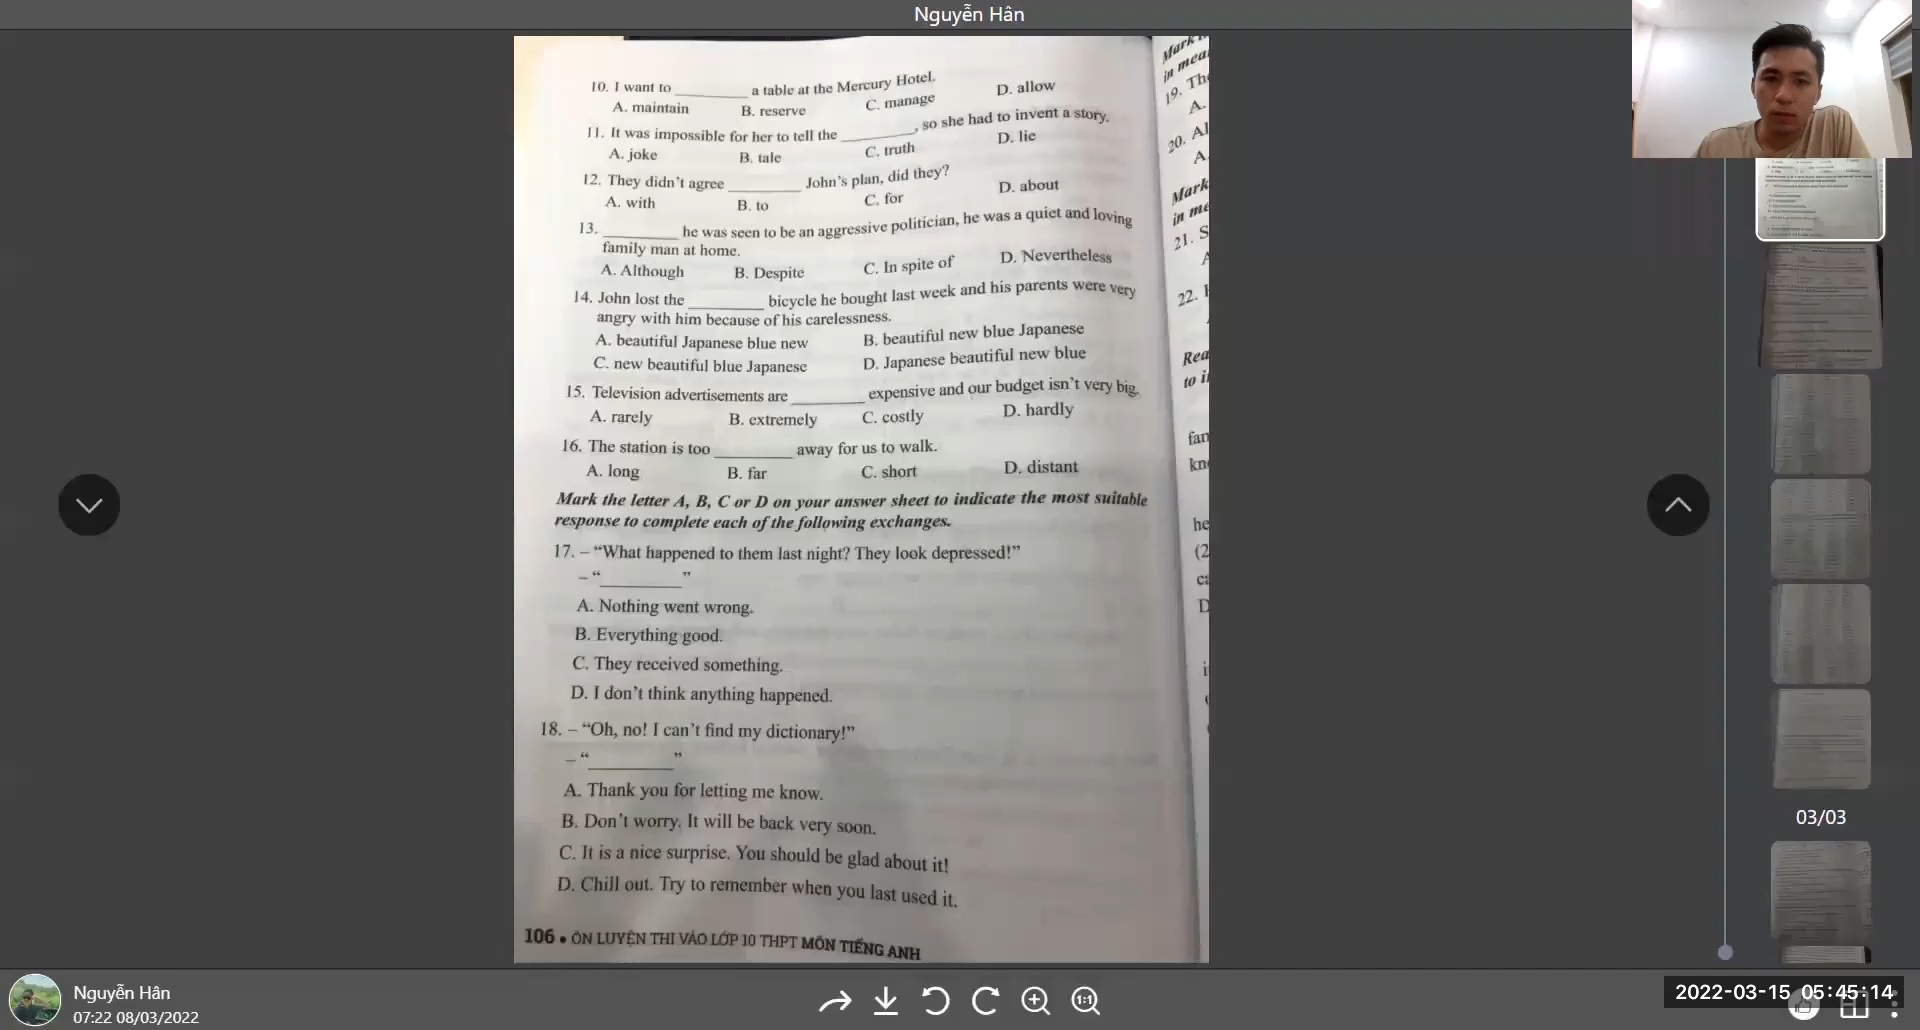 Nguyễn Hân
10. I want to ________ a table at the Mercury Hotel.
A. maintain B. reserve C. manage D. allow
11. It was impossible for her to tell the ________, so she had to invent a story.
A. joke B. tale C. truth D. lie
12. They didn't agree ________ John's plan, did they?
A. with B. to C. for D. about
13. ________ he was seen to be an aggressive politician, he was a quiet and loving
family man at home.
A. Although B. Despite C. In spite of D. Nevertheless
14. John lost the ________ bicycle he bought last week and his parents were very
angry with him because of his carelessness.
A. beautiful Japanese blue new B. beautiful new blue Japanese
C. new beautiful blue Japanese D. Japanese beautiful new blue
15. Television advertisements are ________ expensive and our budget isn't very big.
A. rarely B. extremely C. costly D. hardly
16. The station is too ________ away for us to walk.
A. long B. far C. short D. distant
Mark the letter A, B, C or D on your answer sheet to indicate the most suitable
response to complete each of the following exchanges.
17. – “What happened to them last night? They look depressed!”
– “________”
A. Nothing went wrong.
B. Everything good.
C. They received something.
D. I don't think anything happened.
18. – “Oh, no! I can't find my dictionary!”
– “________”
A. Thank you for letting me know.
B. Don't worry. It will be back very soon.
C. It is a nice surprise. You should be glad about it!
D. Chill out. Try to remember when you last used it.
106 • ÔN LUYỆN THI VÀO LỚP 10 THPT MÔN TIẾNG ANH
19. Th
A.
20. Al
A.
Mark
21. S
22.
03/03
Nguyễn Hân
07:22 08/03/2022
1:1
2022-03-15 05:45:14